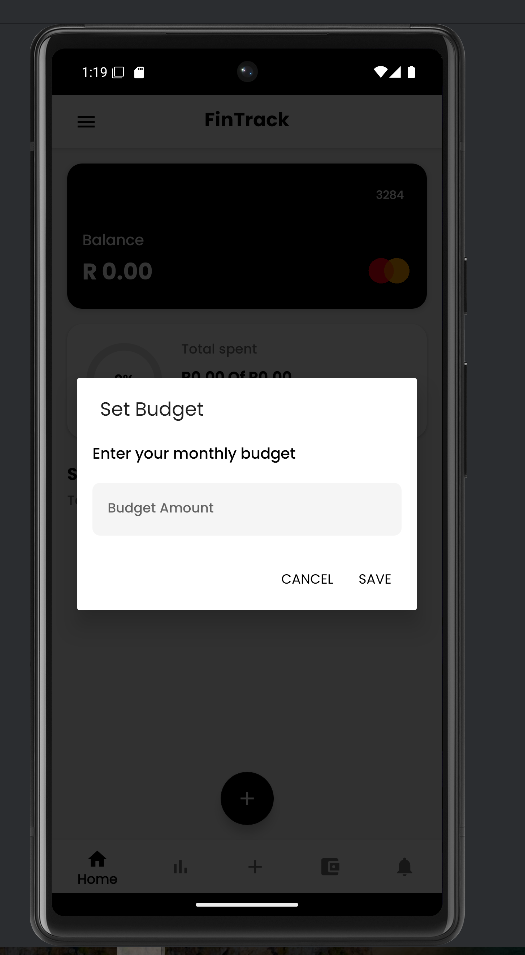 1:19
FinTrack
3284
Balance
R 0.00
Total spent
0%
R0.00 Of R0.00
Set Budget
Enter your monthly budget
Budget Amount
CANCEL SAVE
Home